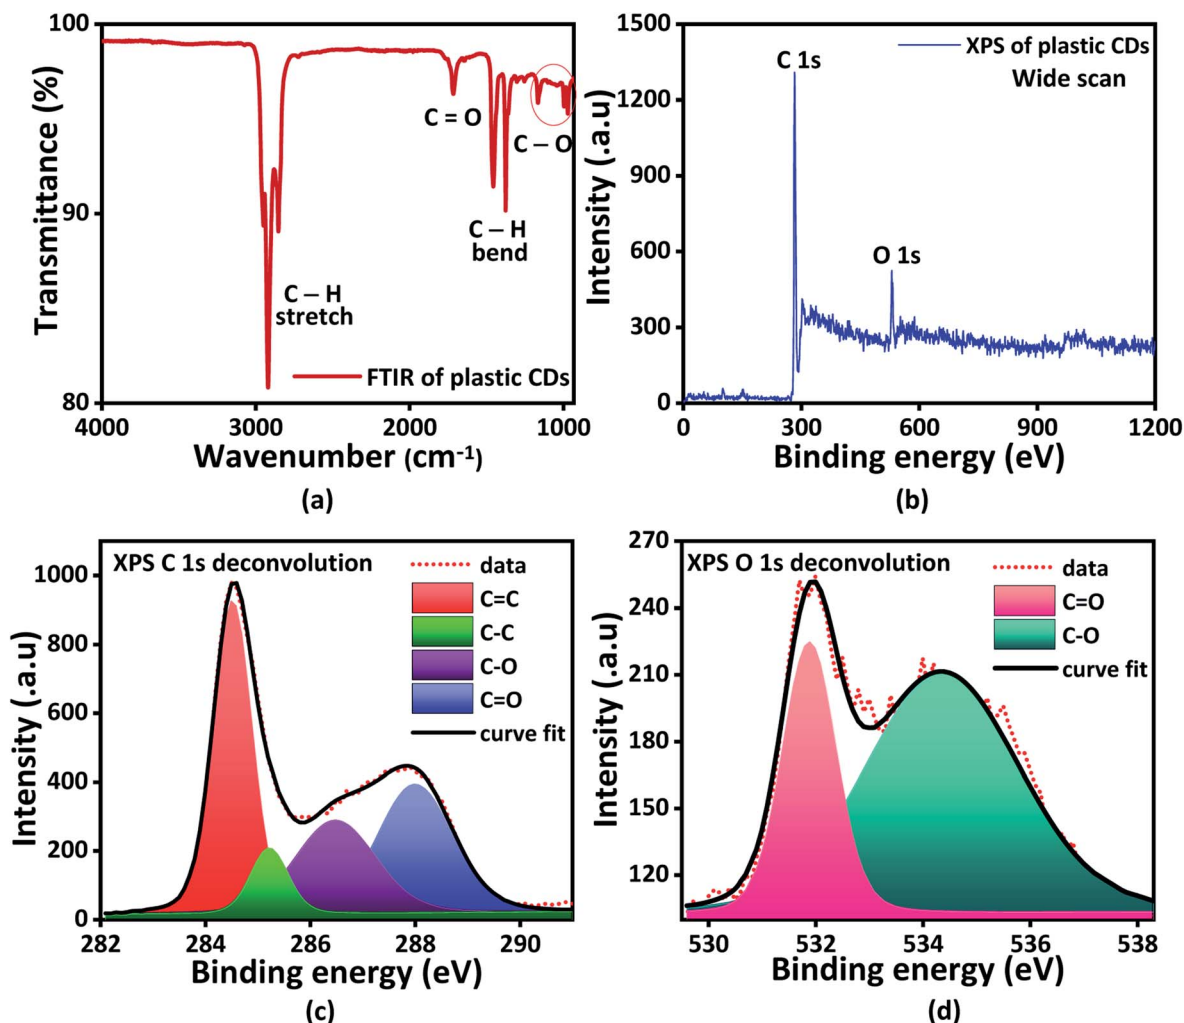 100
90
80
Transmittance (%)
C = O
C – O
C – H
bend
C – H
stretch
FTIR of plastic CDs
4000
3000
2000
1000
Wavenumber (cm-1)
(a)
1500
1200
900
600
300
0
Intensity (.a.u)
C 1s
XPS of plastic CDs
Wide scan
O 1s
0
300
600
900
1200
Binding energy (eV)
(b)
XPS C 1s deconvolution
data
C=C
C-C
C-O
C=O
curve fit
1000
800
600
400
200
0
Intensity (.a.u)
282
284
286
288
290
Binding energy (eV)
(c)
XPS O 1s deconvolution
data
C=O
C-O
curve fit
270
240
210
180
150
120
Intensity (.a.u)
530
532
534
536
538
Binding energy (eV)
(d)